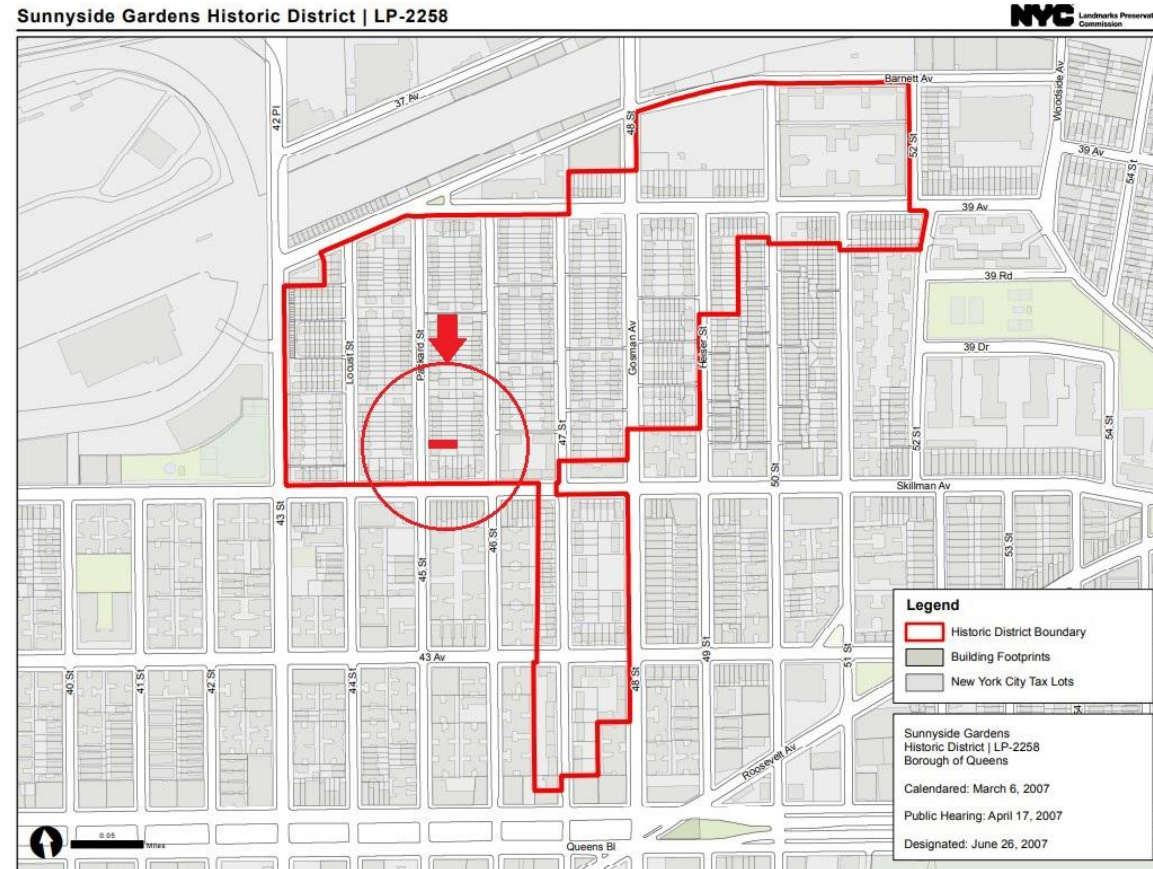 Sunnyside Gardens Historic District | LP-2258
NYC Landmarks Preservat
Commission
Barnett Av
37 Av
42 Pl
48 St
52 St
Woodside Av
39 Av
54 St
39 Av
39 Rd
Locust St
Packard St
Gosman Av
Heiser St
39 Dr
47 St
52 St
54 St
50 St
Skillman Av
43 St
45 St
46 St
53 St
43 Av
49 St
51 St
40 St
41 St
42 St
44 St
48 St
54
Roosevelt Av
Queens Bl
0.05
Miles
Legend
Historic District Boundary
Building Footprints
New York City Tax Lots
Sunnyside Gardens
Historic District | LP-2258
Borough of Queens
Calendared: March 6, 2007
Public Hearing: April 17, 2007
Designated: June 26, 2007